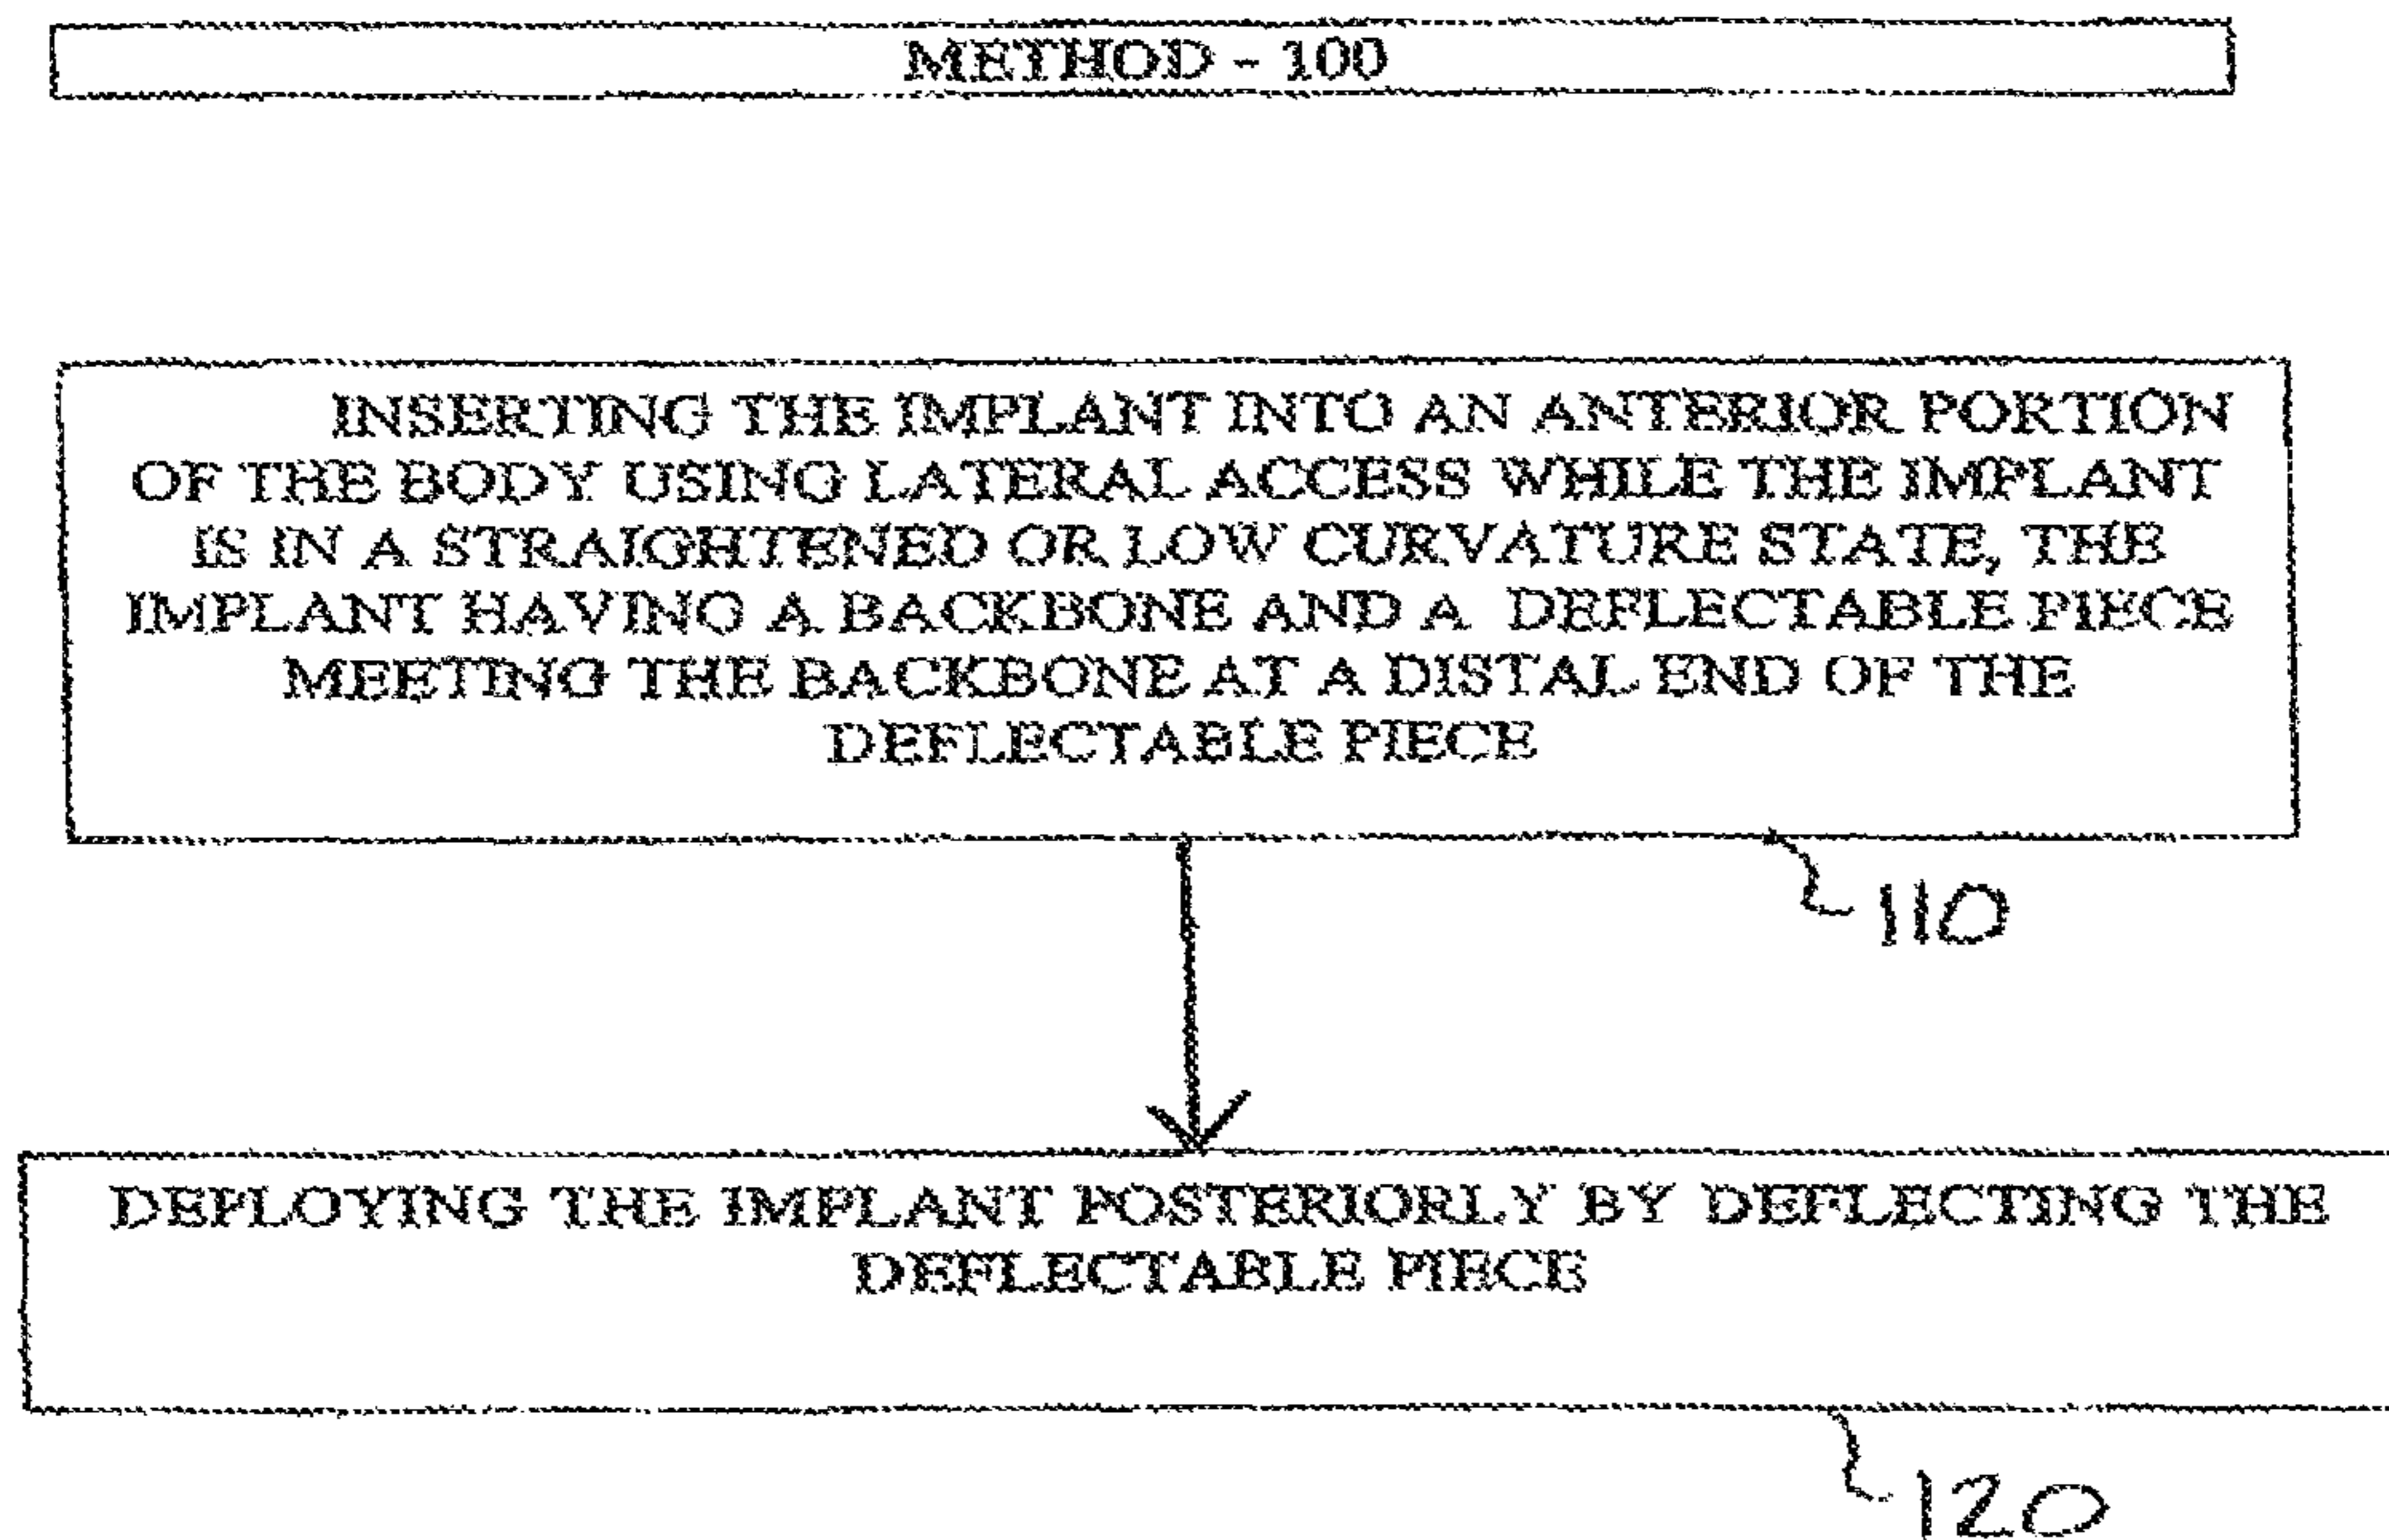 METHOD - 100
INSERTING THE IMPLANT INTO AN ANTERIOR PORTION
OF THE BODY USING LATERAL ACCESS WHILE THE IMPLANT
IS IN A STRAIGHTENED OR LOW CURVATURE STATE, THE
IMPLANT HAVING A BACKBONE AND A DEFLECTABLE PIECE
MEETING THE BACKBONE AT A DISTAL END OF THE
DEFLECTABLE PIECE
110
DEPLOYING THE IMPLANT POSTERIORLY BY DEFLECTING THE
DEFLECTABLE PIECE
120